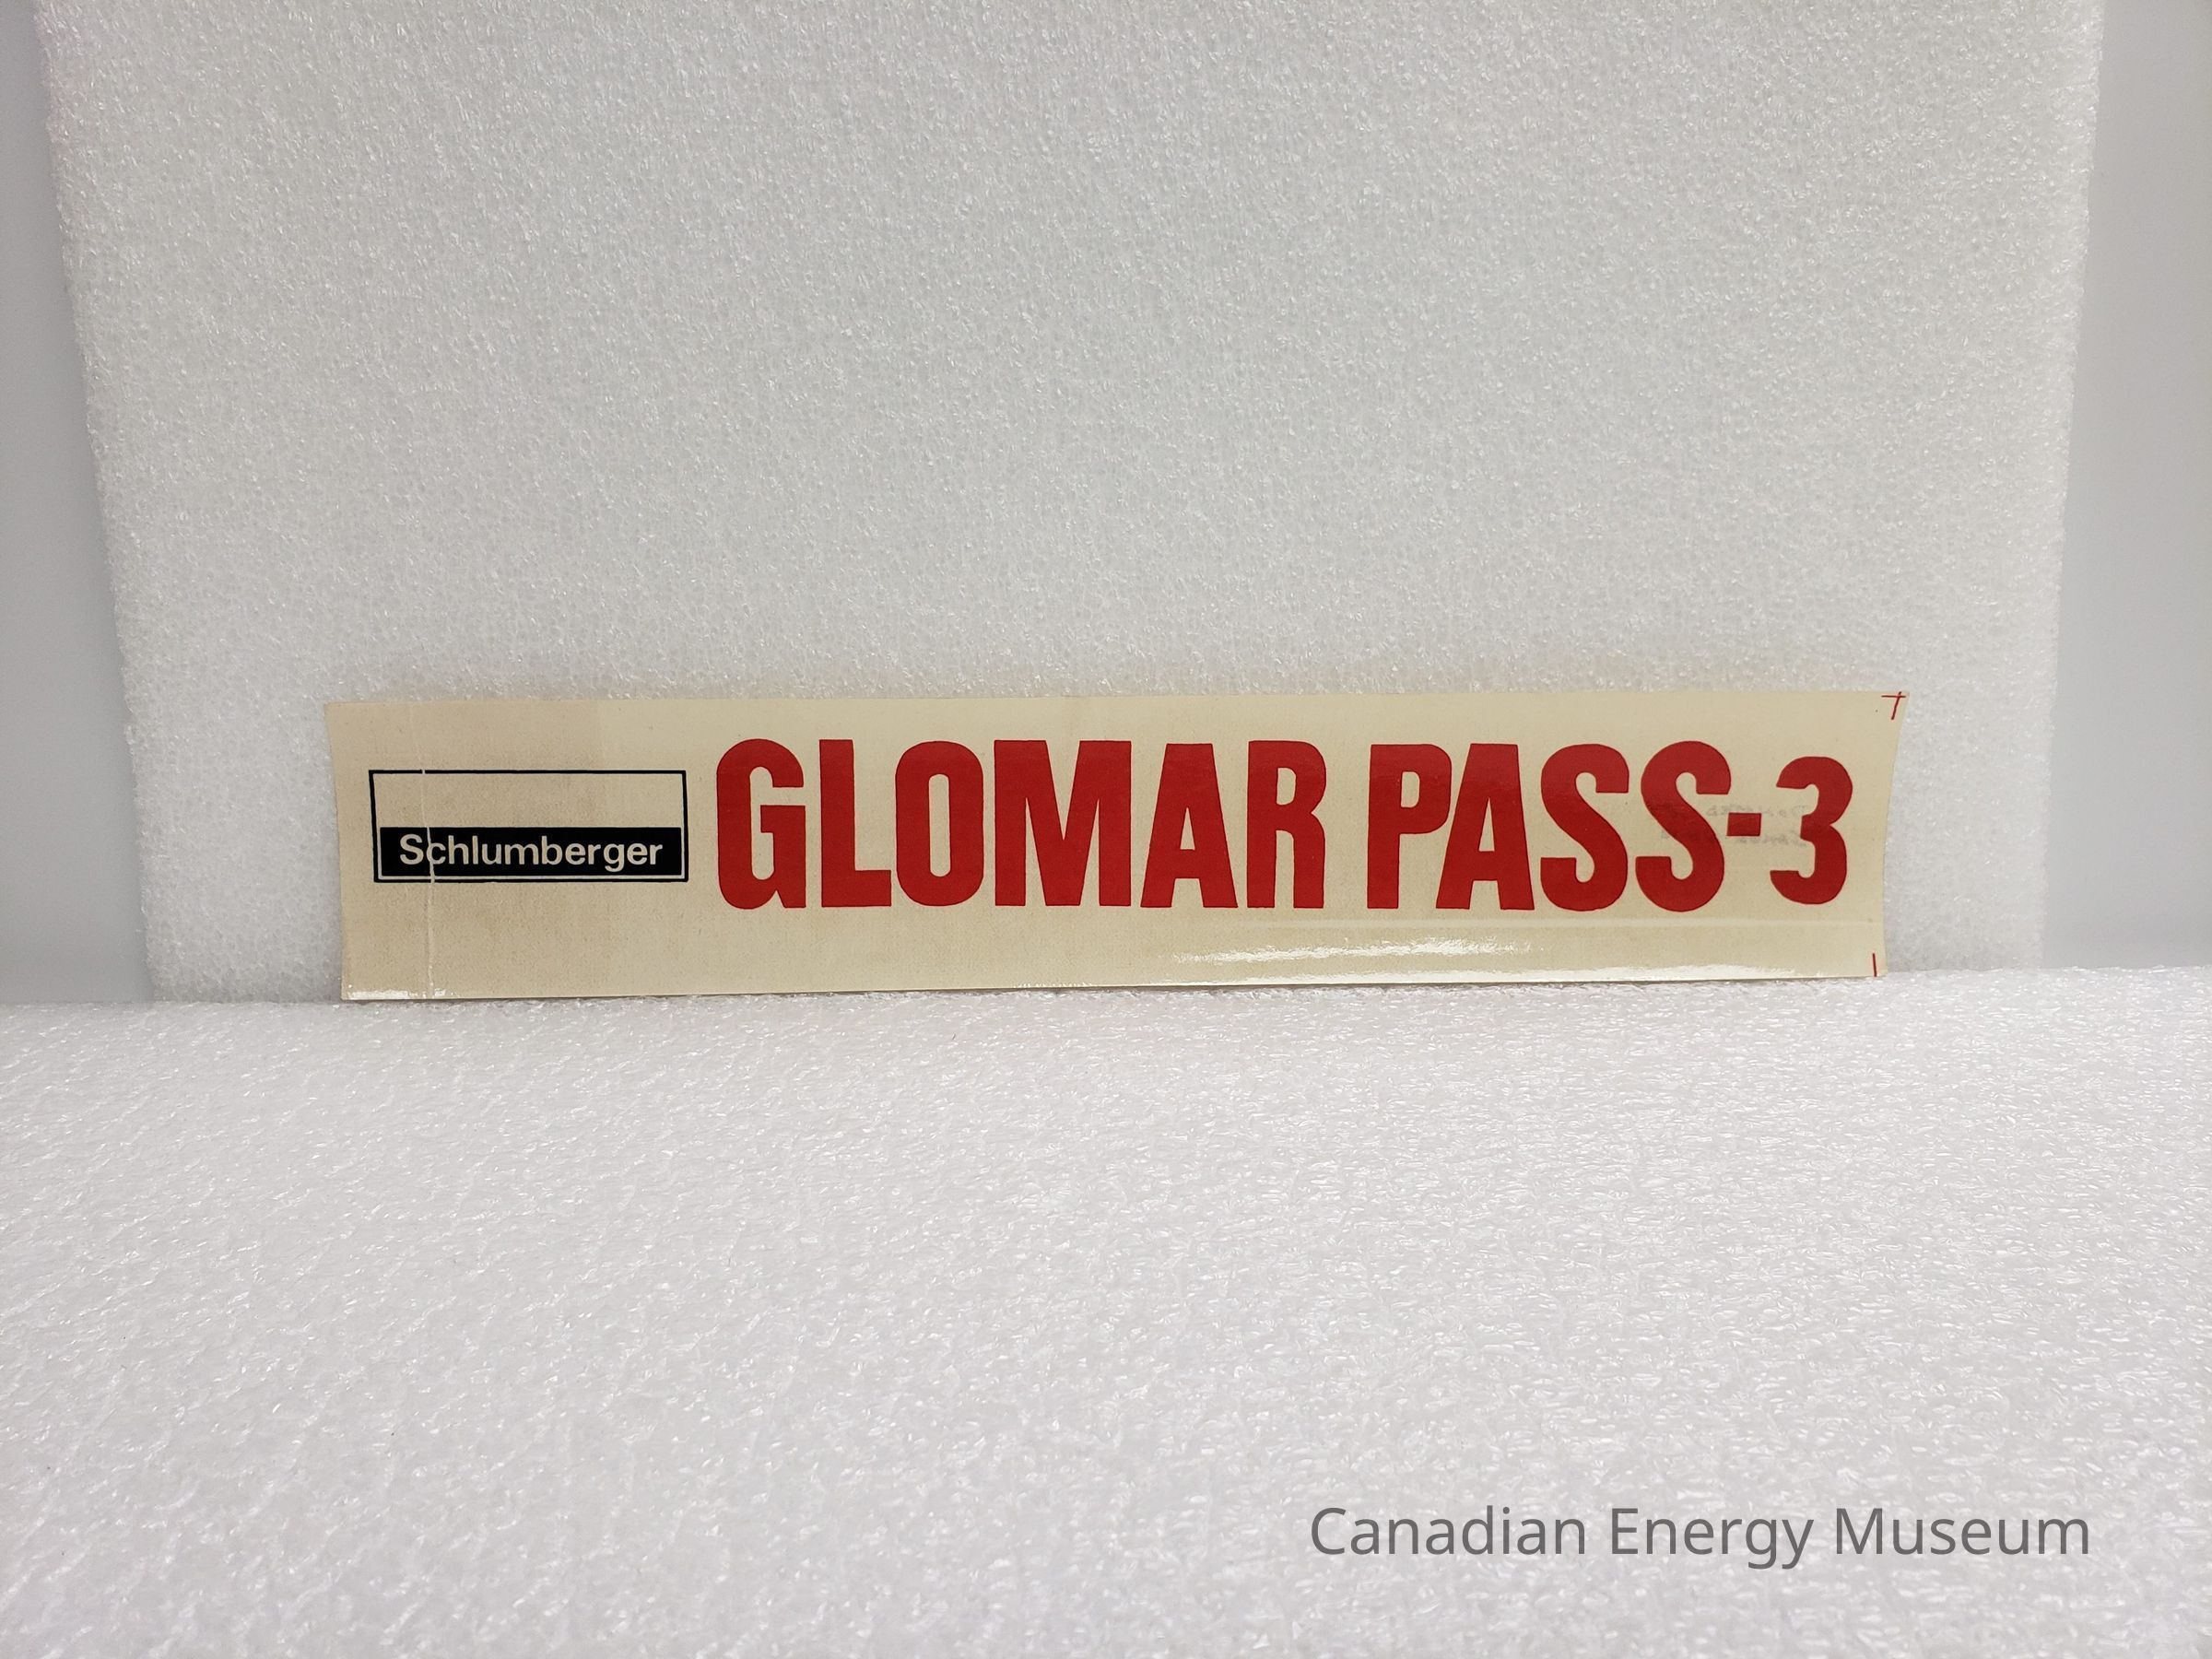 Schlumberger
GLOMAR PASS-3
Canadian Energy Museum